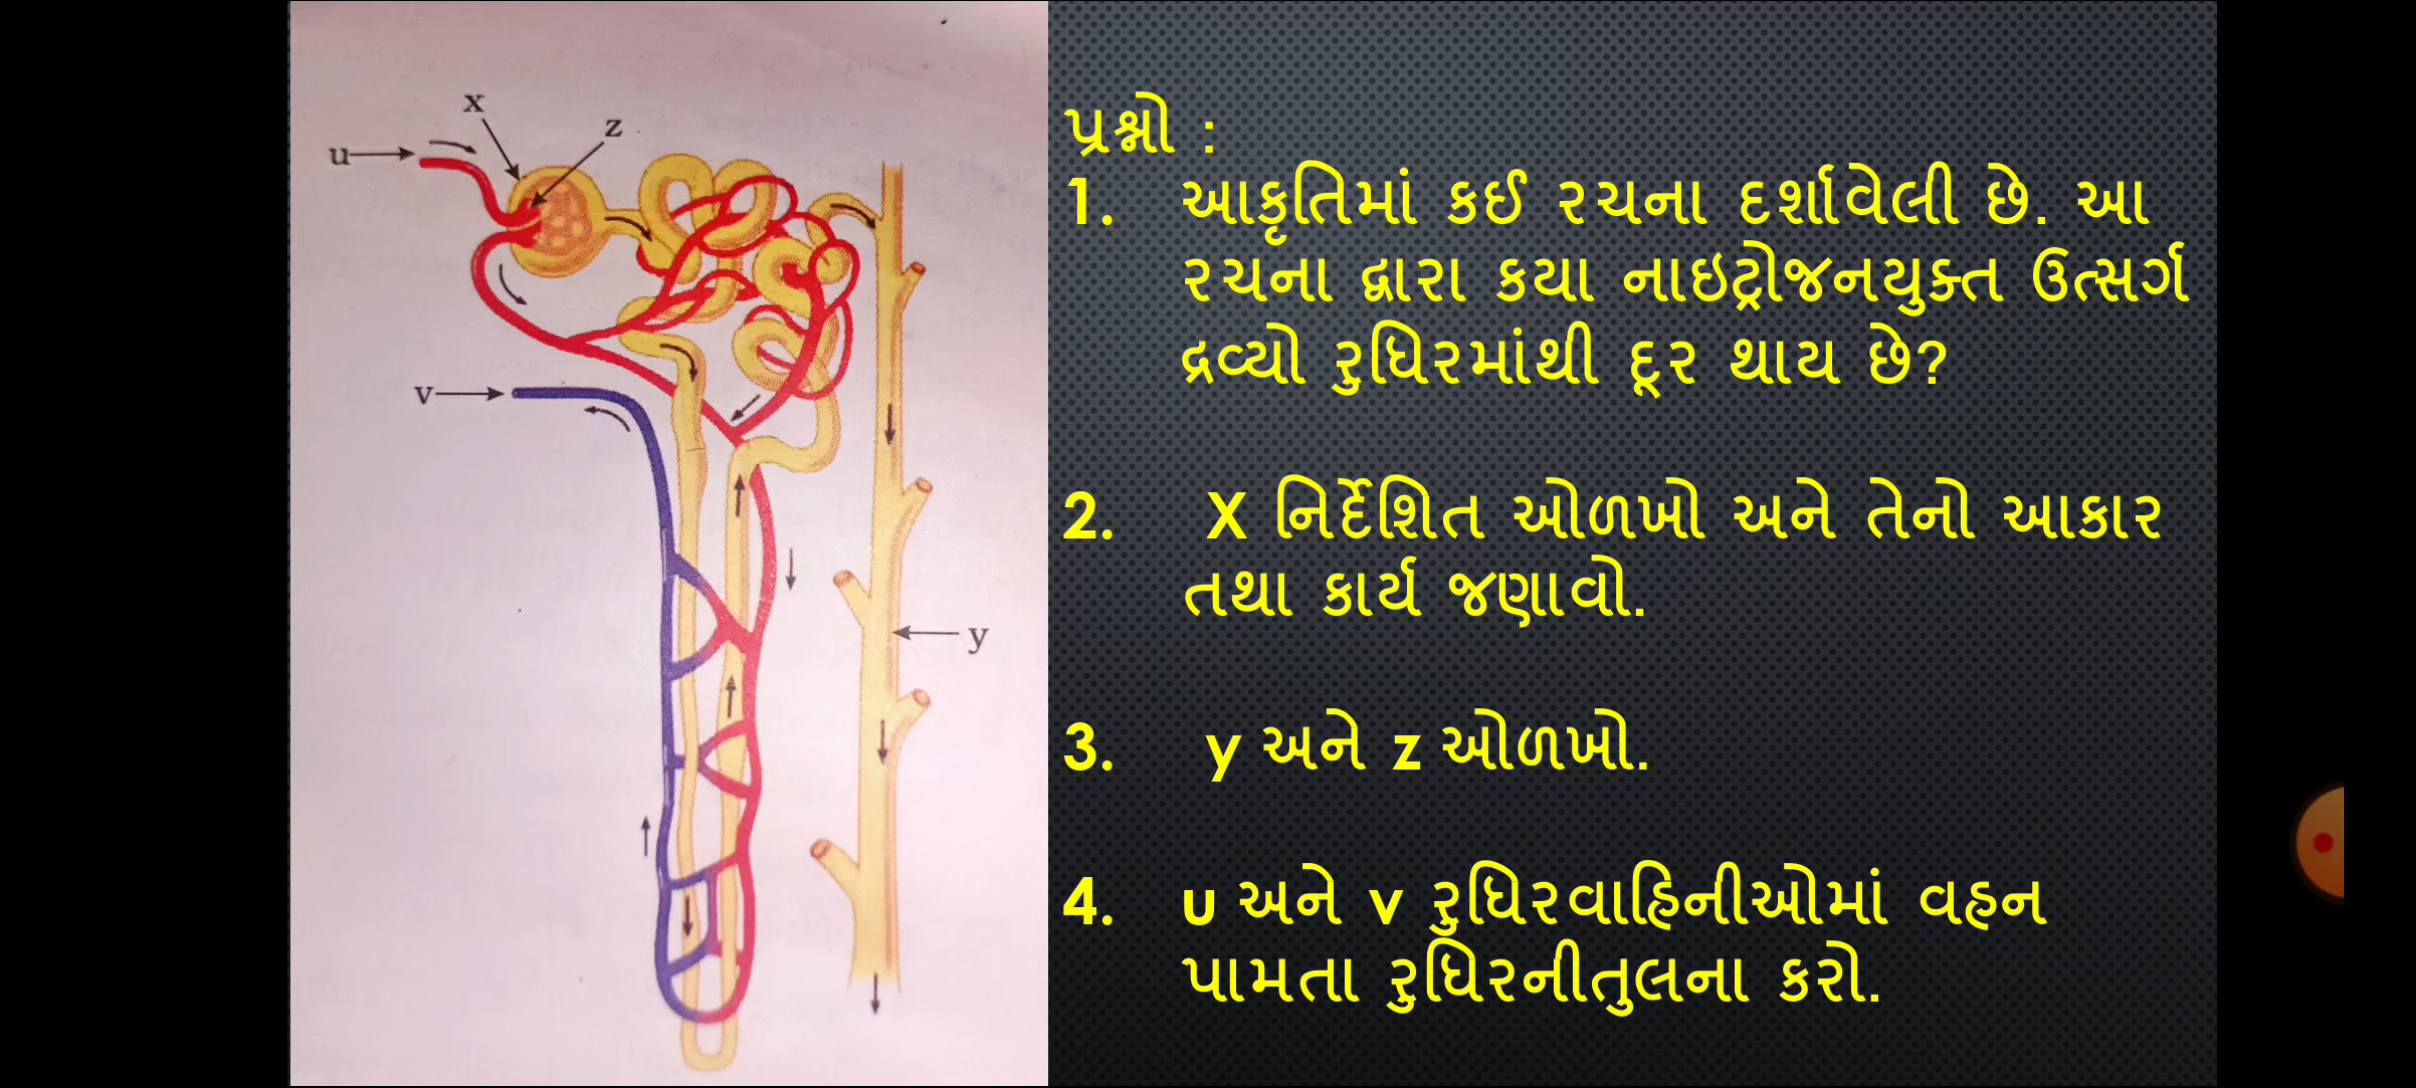 x
z
u
v
y
પ્રશ્નો :
1. આકૃતિમાં કઈ રચના દર્શાવેલી છે. આ
રચના દ્વારા કયા નાઇટ્રોજનયુક્ત ઉત્સર્ગ
દ્રવ્યો રુધિરમાંથી દૂર થાય છે?
2. X નિર્દેશિત ઓળખો અને તેનો આકાર
તથા કાર્ય જણાવો.
3. y અને z ઓળખો.
4. u અને v રુધિરવાહિનીઓમાં વહન
પામતા રુધિરનીતુલના કરો.